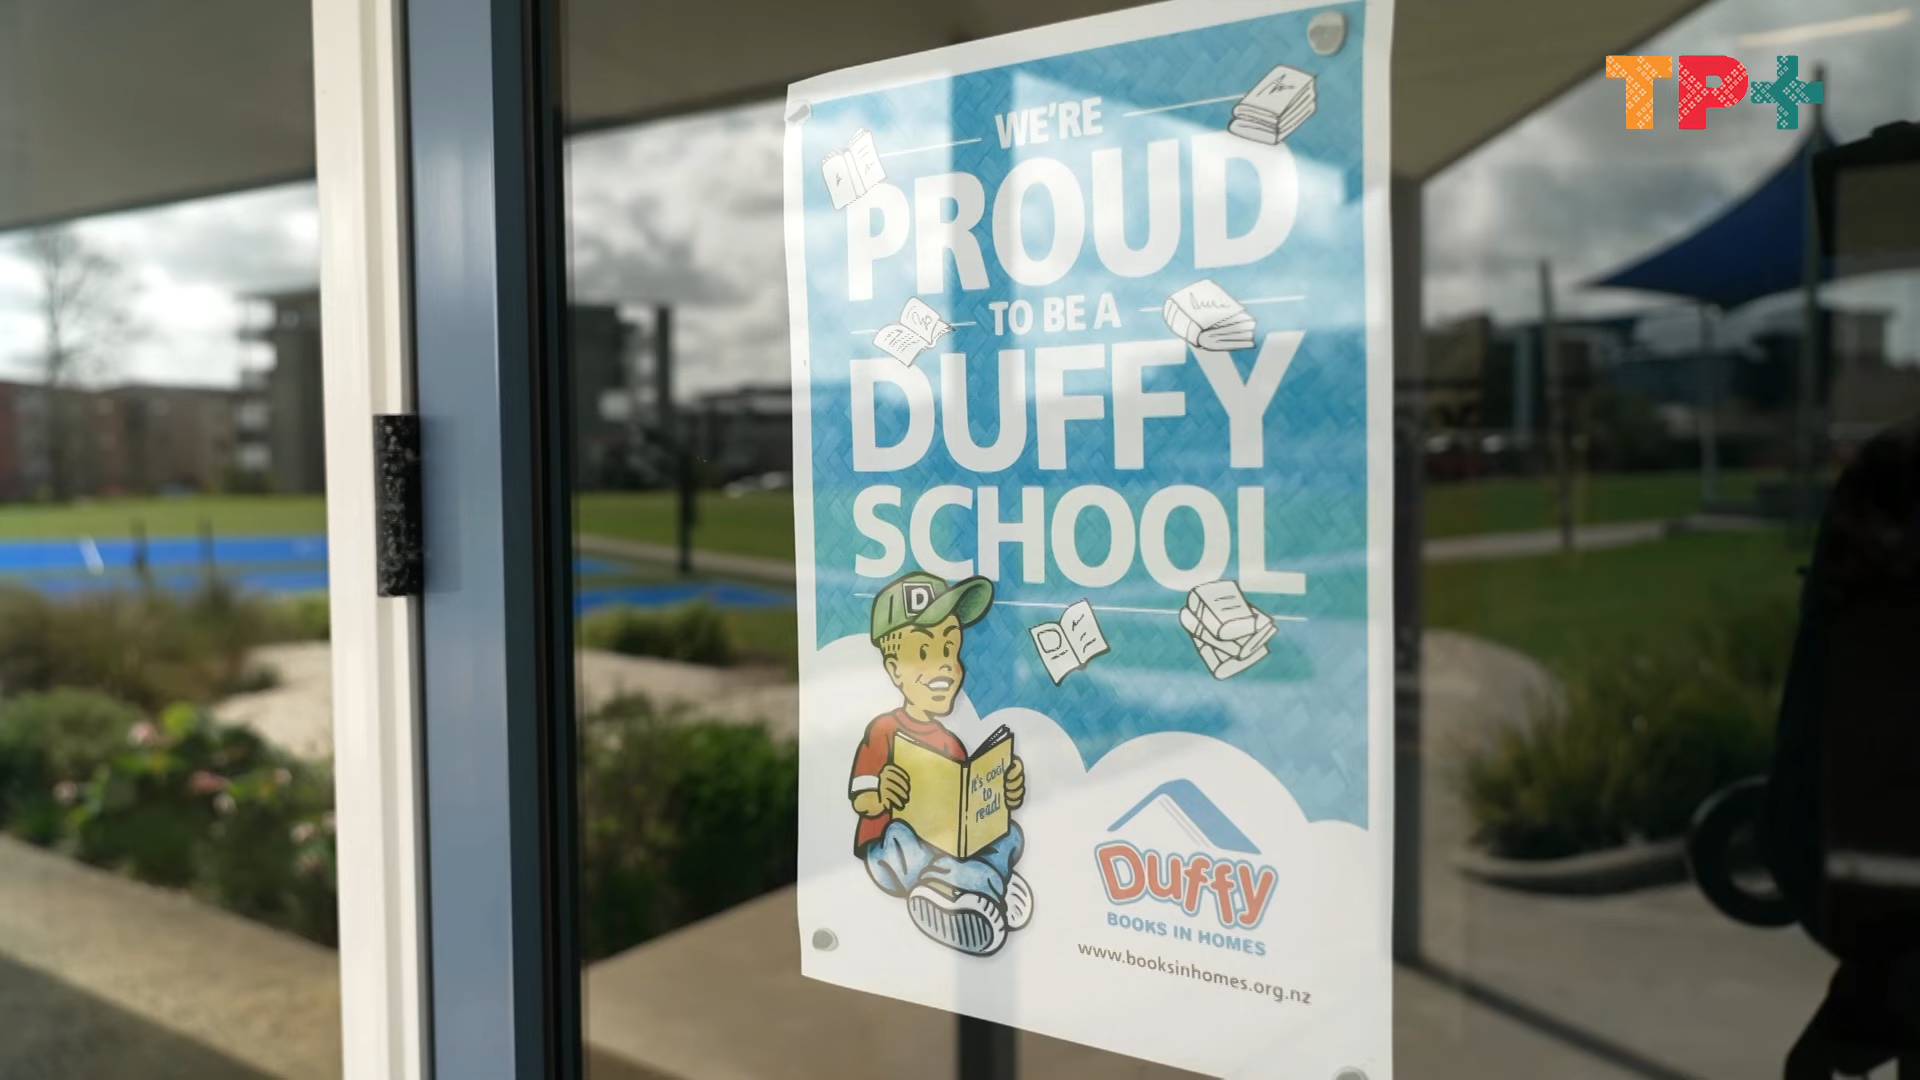 TP+
WE'RE
PROUD
TO BE A
DUFFY
SCHOOL
D
It's cool
to
read!
Duffy
BOOKS IN HOMES
www.booksinhomes.org.nz